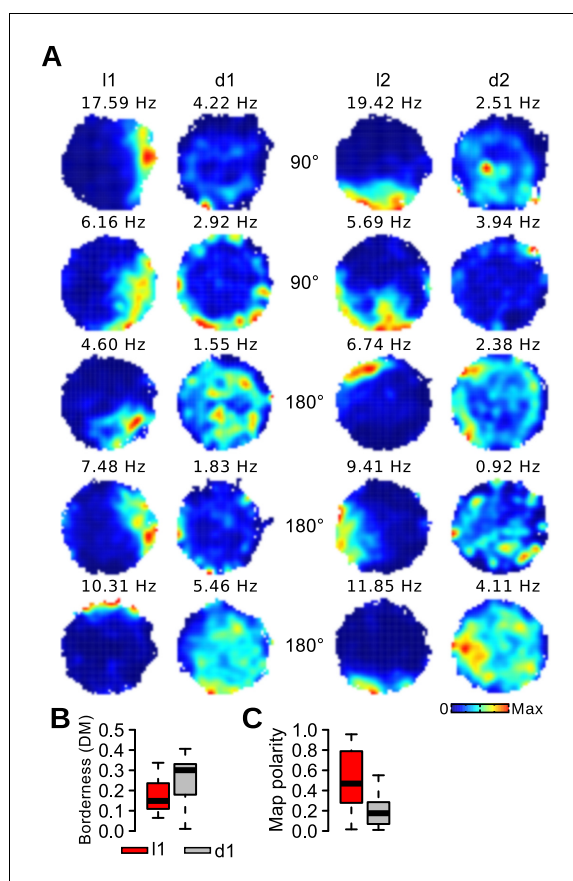 A
l1 d1 l2 d2
17.59 Hz 4.22 Hz 19.42 Hz 2.51 Hz
90°
6.16 Hz 2.92 Hz 5.69 Hz 3.94 Hz
90°
4.60 Hz 1.55 Hz 6.74 Hz 2.38 Hz
180°
7.48 Hz 1.83 Hz 9.41 Hz 0.92 Hz
180°
10.31 Hz 5.46 Hz 11.85 Hz 4.11 Hz
180°
0 Max
B
Borderness (DM)
0.5
0.4
0.3
0.2
0.1
0.0
l1 d1
C
Map polarity
1.0
0.8
0.6
0.4
0.2
0.0